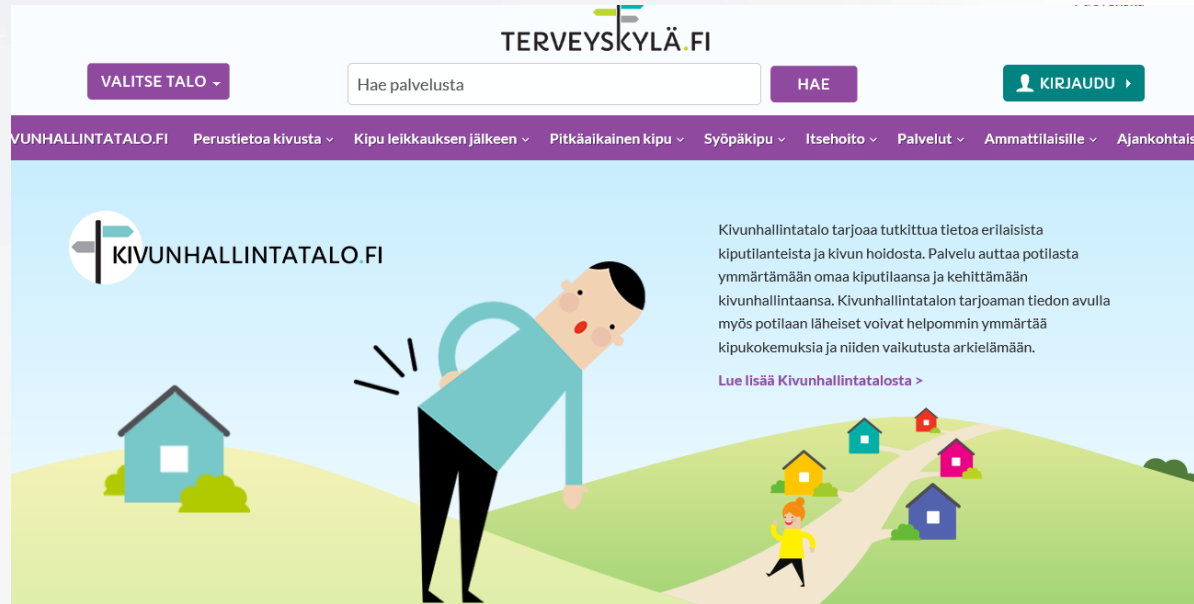 TERVEYSKYLÄ.FI
VALITSE TALO
Hae palvelusta
HAE
KIRJAUDU
VUNHALLINTATALO.FI Perustietoa kivusta Kipu leikkauksen jälkeen Pitkäaikainen kipu Syöpäkipu Itsehoito Palvelut Ammattilaisille Ajankohtais
KIVUNHALLINTATALO.FI
Kivunhallintatalo tarjoaa tutkittua tietoa erilaisista
kiputilanteista ja kivun hoidosta. Palvelu auttaa potilasta
ymmärtämään omaa kiputilaansa ja kehittämään
kivunhallintaansa. Kivunhallintatalon tarjoaman tiedon avulla
myös potilaan läheiset voivat helpommin ymmärtää
kipukokemuksia ja niiden vaikutusta arkielämään.
Lue lisää Kivunhallintatalosta >